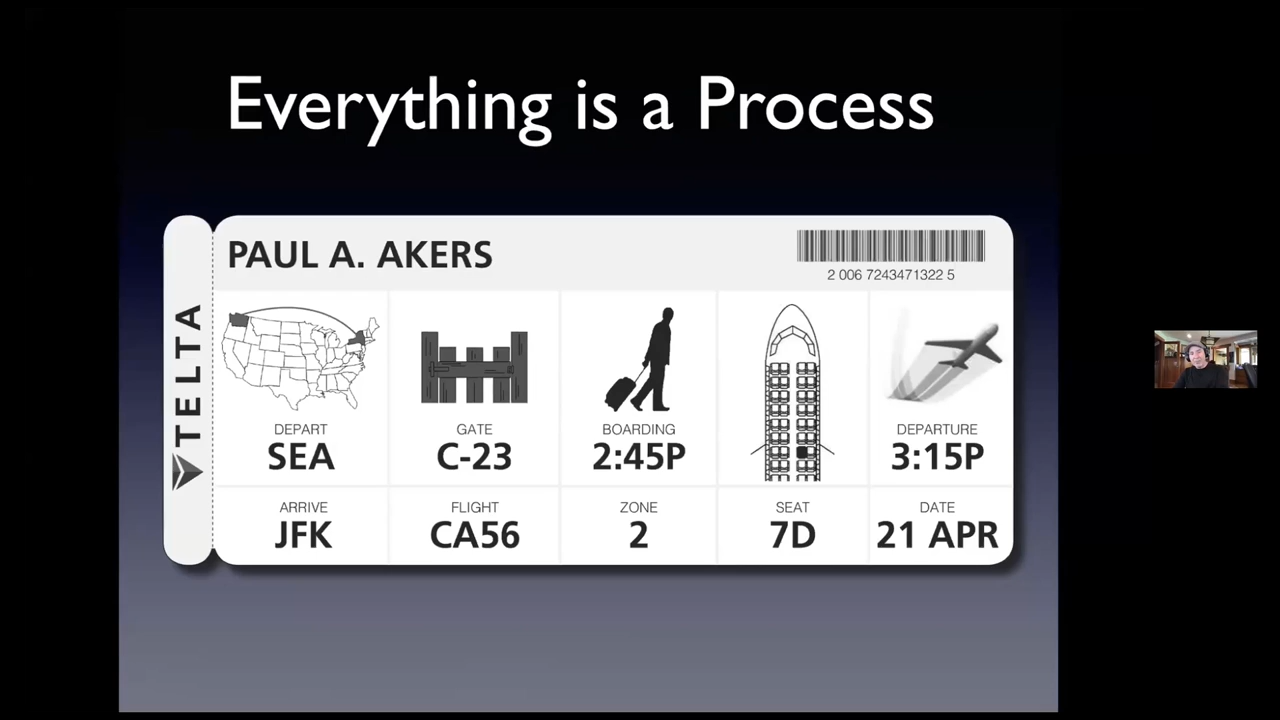 Everything is a Process
TELTA
PAUL A. AKERS
2 006 7243471322 5
DEPART
SEA
GATE
C-23
BOARDING
2:45P
DEPARTURE
3:15P
ARRIVE
JFK
FLIGHT
CA56
ZONE
2
SEAT
7D
DATE
21 APR